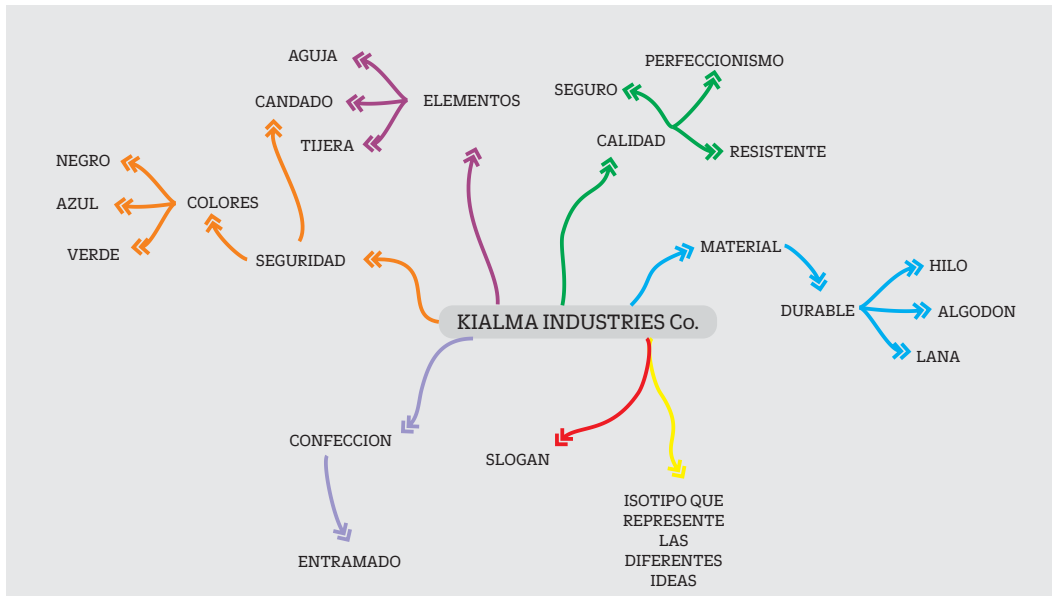 AGUJA
CANDADO
TIJERA
ELEMENTOS
PERFECCIONISMO
SEGURO
CALIDAD
RESISTENTE
NEGRO
AZUL
VERDE
COLORES
SEGURIDAD
MATERIAL
DURABLE
HILO
ALGODON
LANA
KIALMA INDUSTRIES Co.
CONFECCION
ENTRAMADO
SLOGAN
ISOTIPO QUE
REPRESENTE
LAS
DIFERENTES
IDEAS